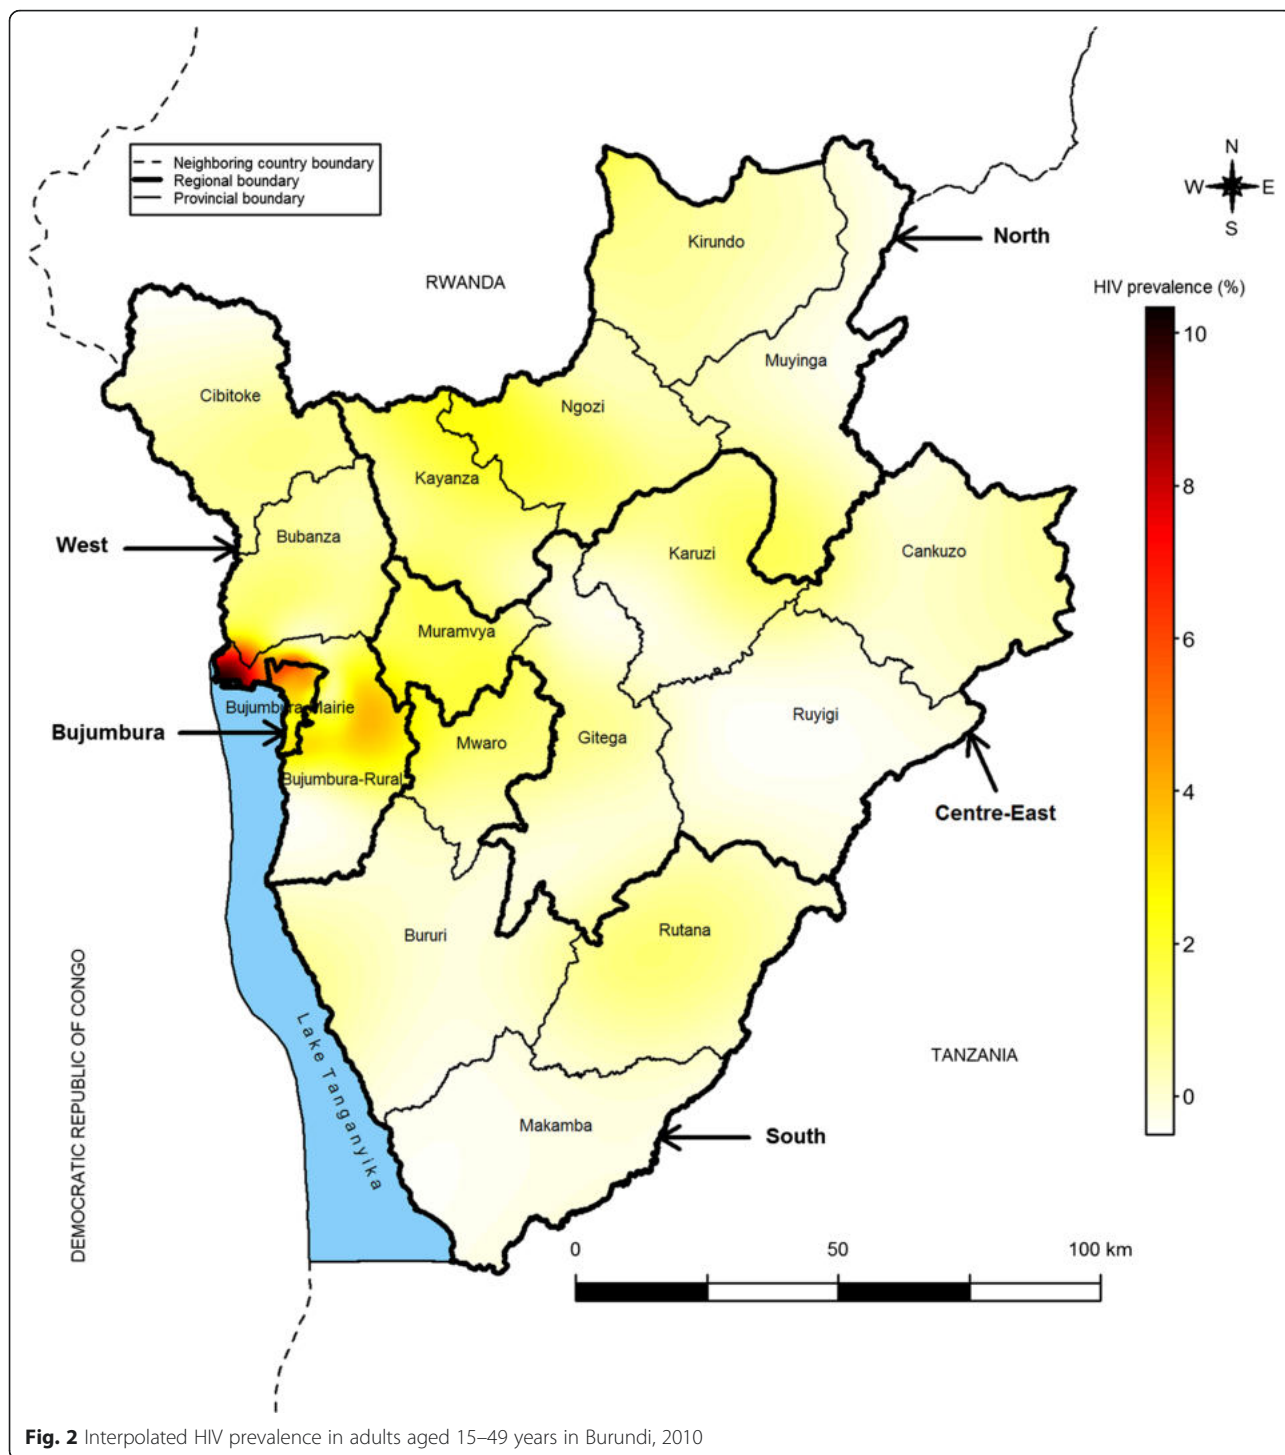 Neighboring country boundary
Regional boundary
Provincial boundary
N
W E
S
Kirundo
North
RWANDA
HIV prevalence (%)
10
Muyinga
Cibitoke
Ngozi
Kayanza
8
Bubanza
West
Karuzi
Cankuzo
Muramvya
6
Bujumbura-Mairie
Ruyigi
Bujumbura
Mwaro
Gitega
Bujumbura-Rural
4
Centre-East
Rutana
Bururi
2
DEMOCRATIC REPUBLIC OF CONGO
Lake Tanganyika
TANZANIA
0
Makamba
South
0 50 100 km
Fig. 2 Interpolated HIV prevalence in adults aged 15–49 years in Burundi, 2010